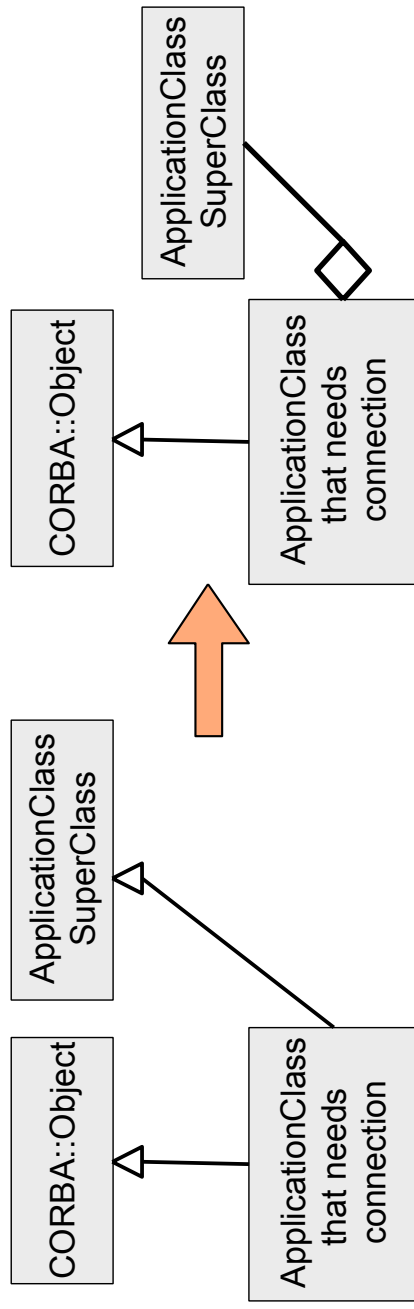 CORBA::Object
ApplicationClass
SuperClass
ApplicationClass
that needs
connection
CORBA::Object
ApplicationClass
SuperClass
ApplicationClass
that needs
connection